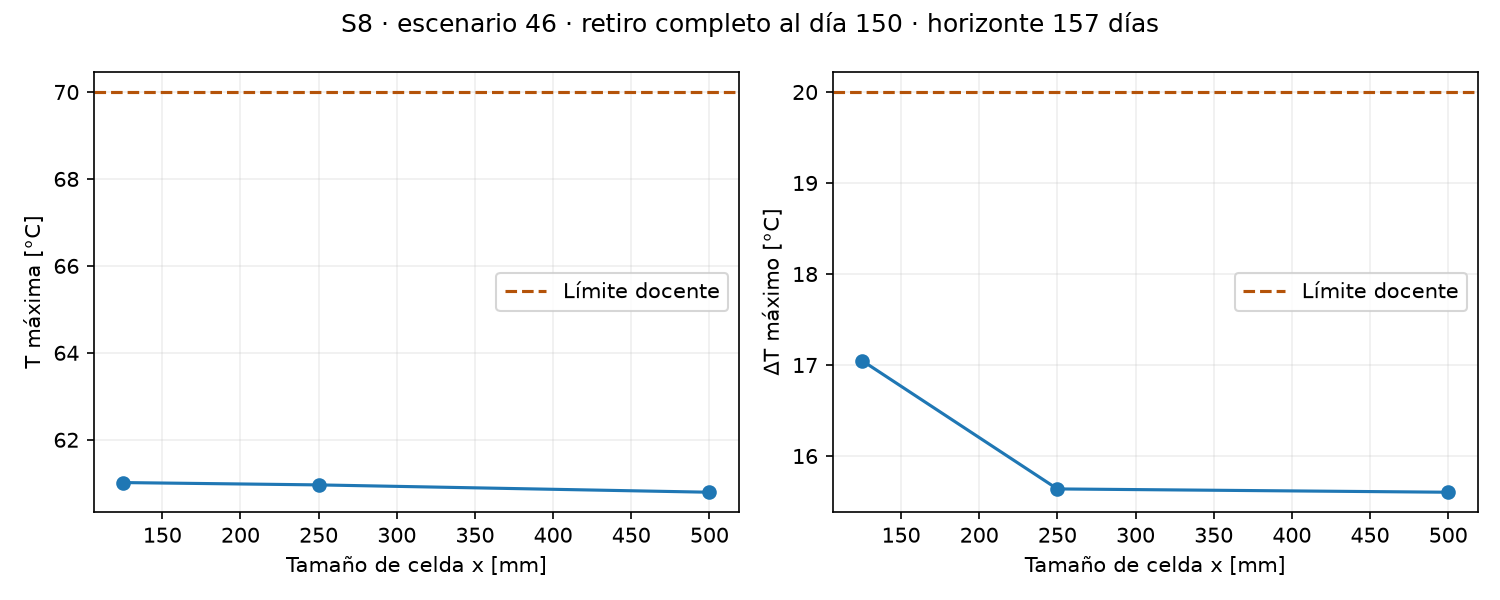 S8 · escenario 46 · retiro completo al día 150 · horizonte 157 días
T máxima [°C]
70
68
66
64
62
Límite docente
150 200 250 300 350 400 450 500
Tamaño de celda x [mm]
ΔT máximo [°C]
20
19
18
17
16
Límite docente
150 200 250 300 350 400 450 500
Tamaño de celda x [mm]